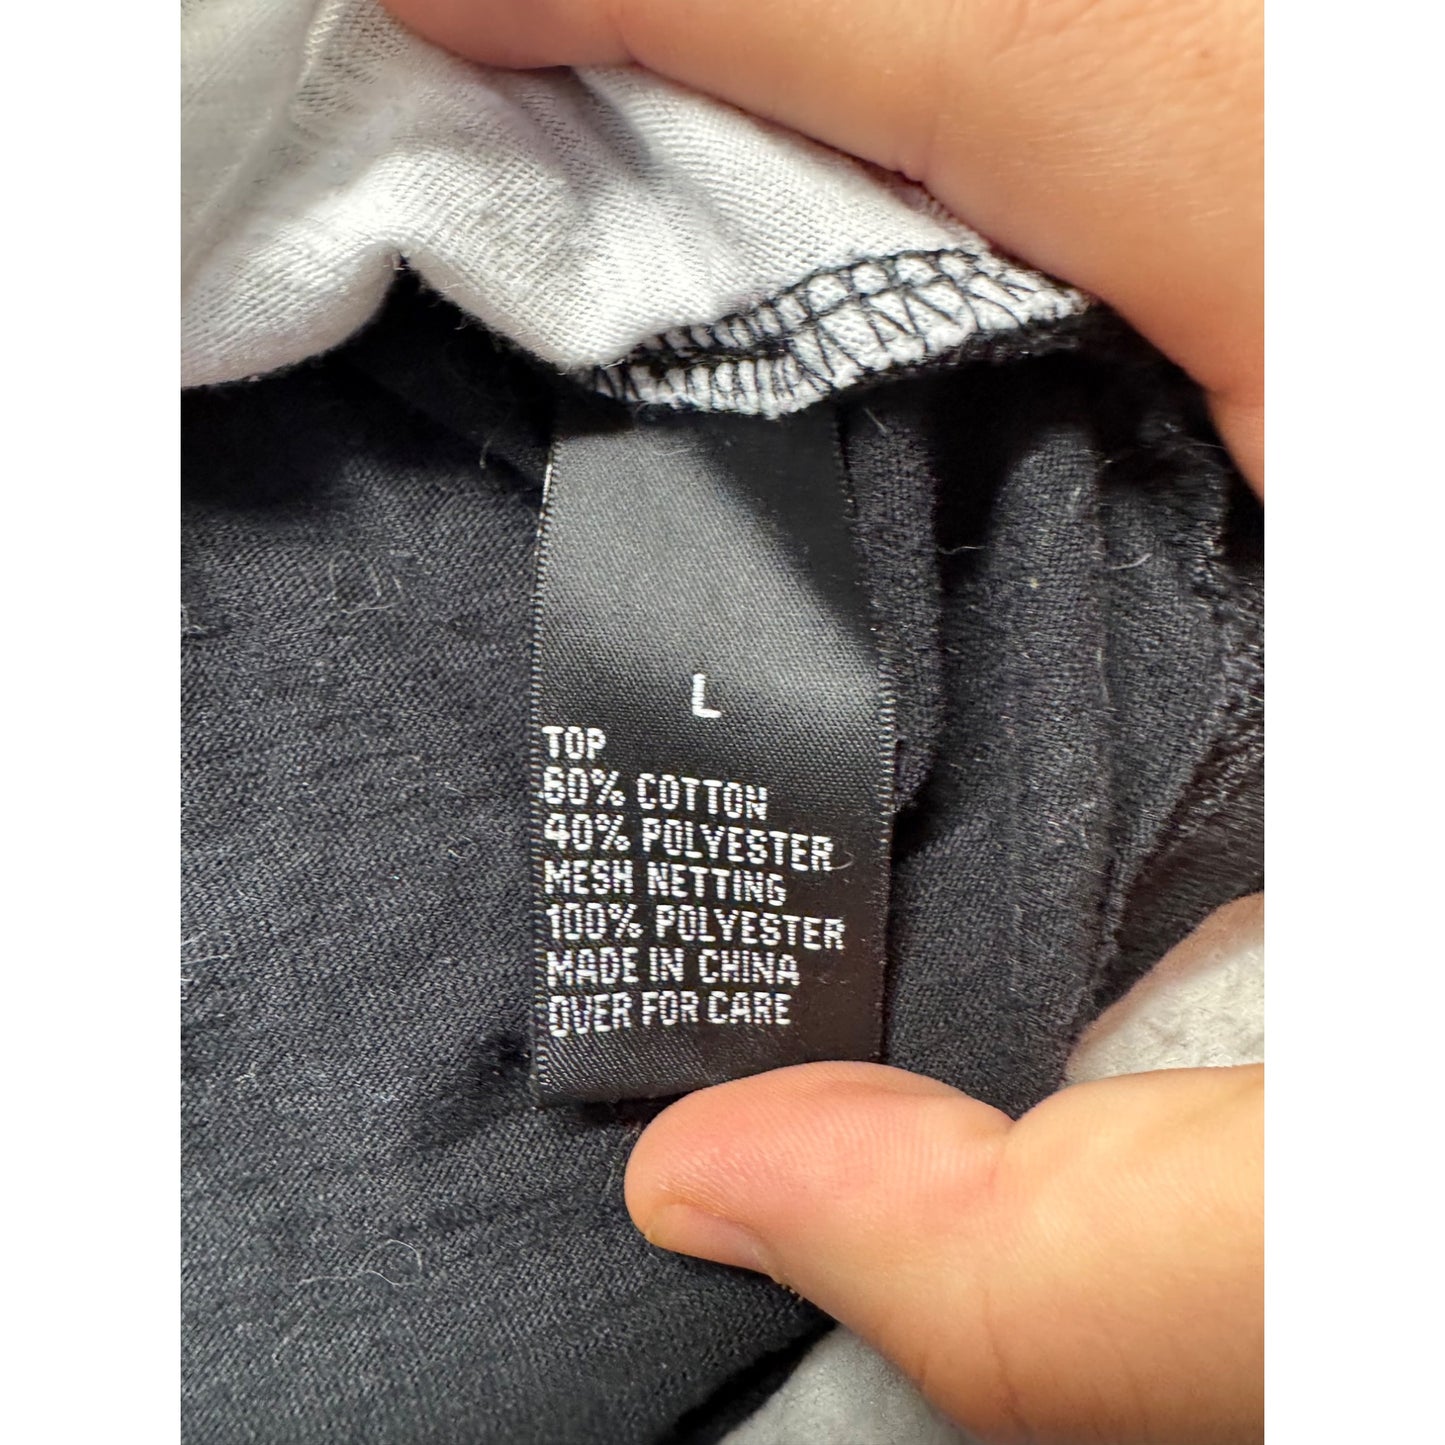 L
TOP
60% COTTON
40% POLYESTER
MESH NETTING
100% POLYESTER
MADE IN CHINA
OVER FOR CARE